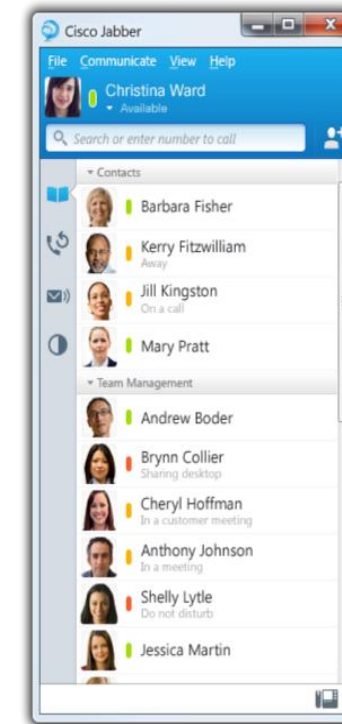 Cisco Jabber
File Communicate View Help
Christina Ward
Available
Search or enter number to call
Contacts
Barbara Fisher
Kerry Fitzwilliam
Away
Jill Kingston
On a call
Mary Pratt
Team Management
Andrew Boder
Brynn Collier
Sharing desktop
Cheryl Hoffman
In a customer meeting
Anthony Johnson
In a meeting
Shelly Lytle
Do not disturb
Jessica Martin